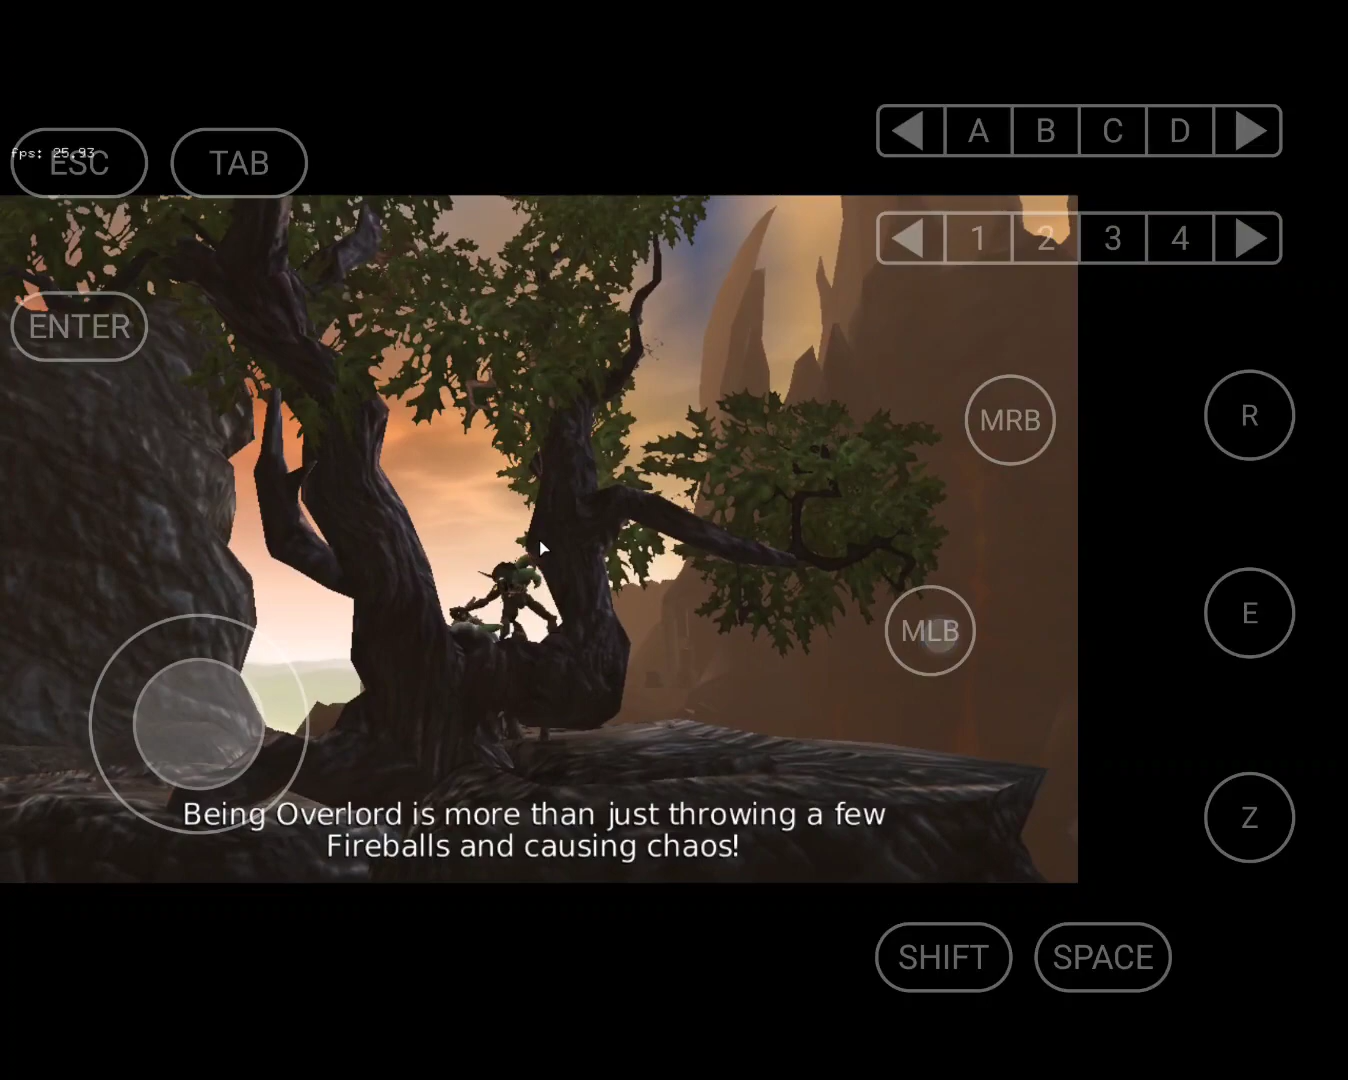 A B C D
fps: 25.93
ESC TAB
1 2 3 4
ENTER
MRB R
E
MLB
Z
Being Overlord is more than just throwing a few
Fireballs and causing chaos!
SHIFT SPACE